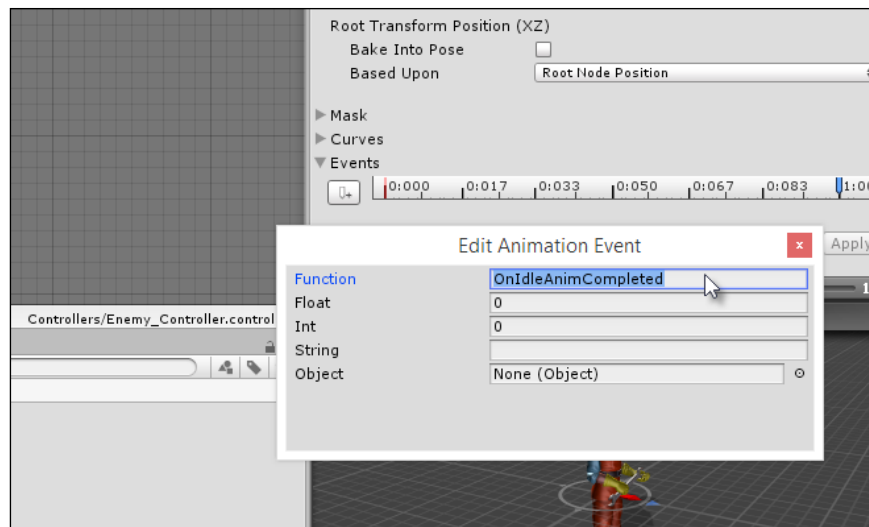 Root Transform Position (XZ)
Bake Into Pose
Based Upon Root Node Position
Mask
Curves
Events
0:000 0:017 0:033 0:050 0:067 0:083 1:00
Edit Animation Event x
Apply
Function OnIdleAnimCompleted
Float 0
Int 0
String
Object None (Object)
Controllers/Enemy_Controller.control